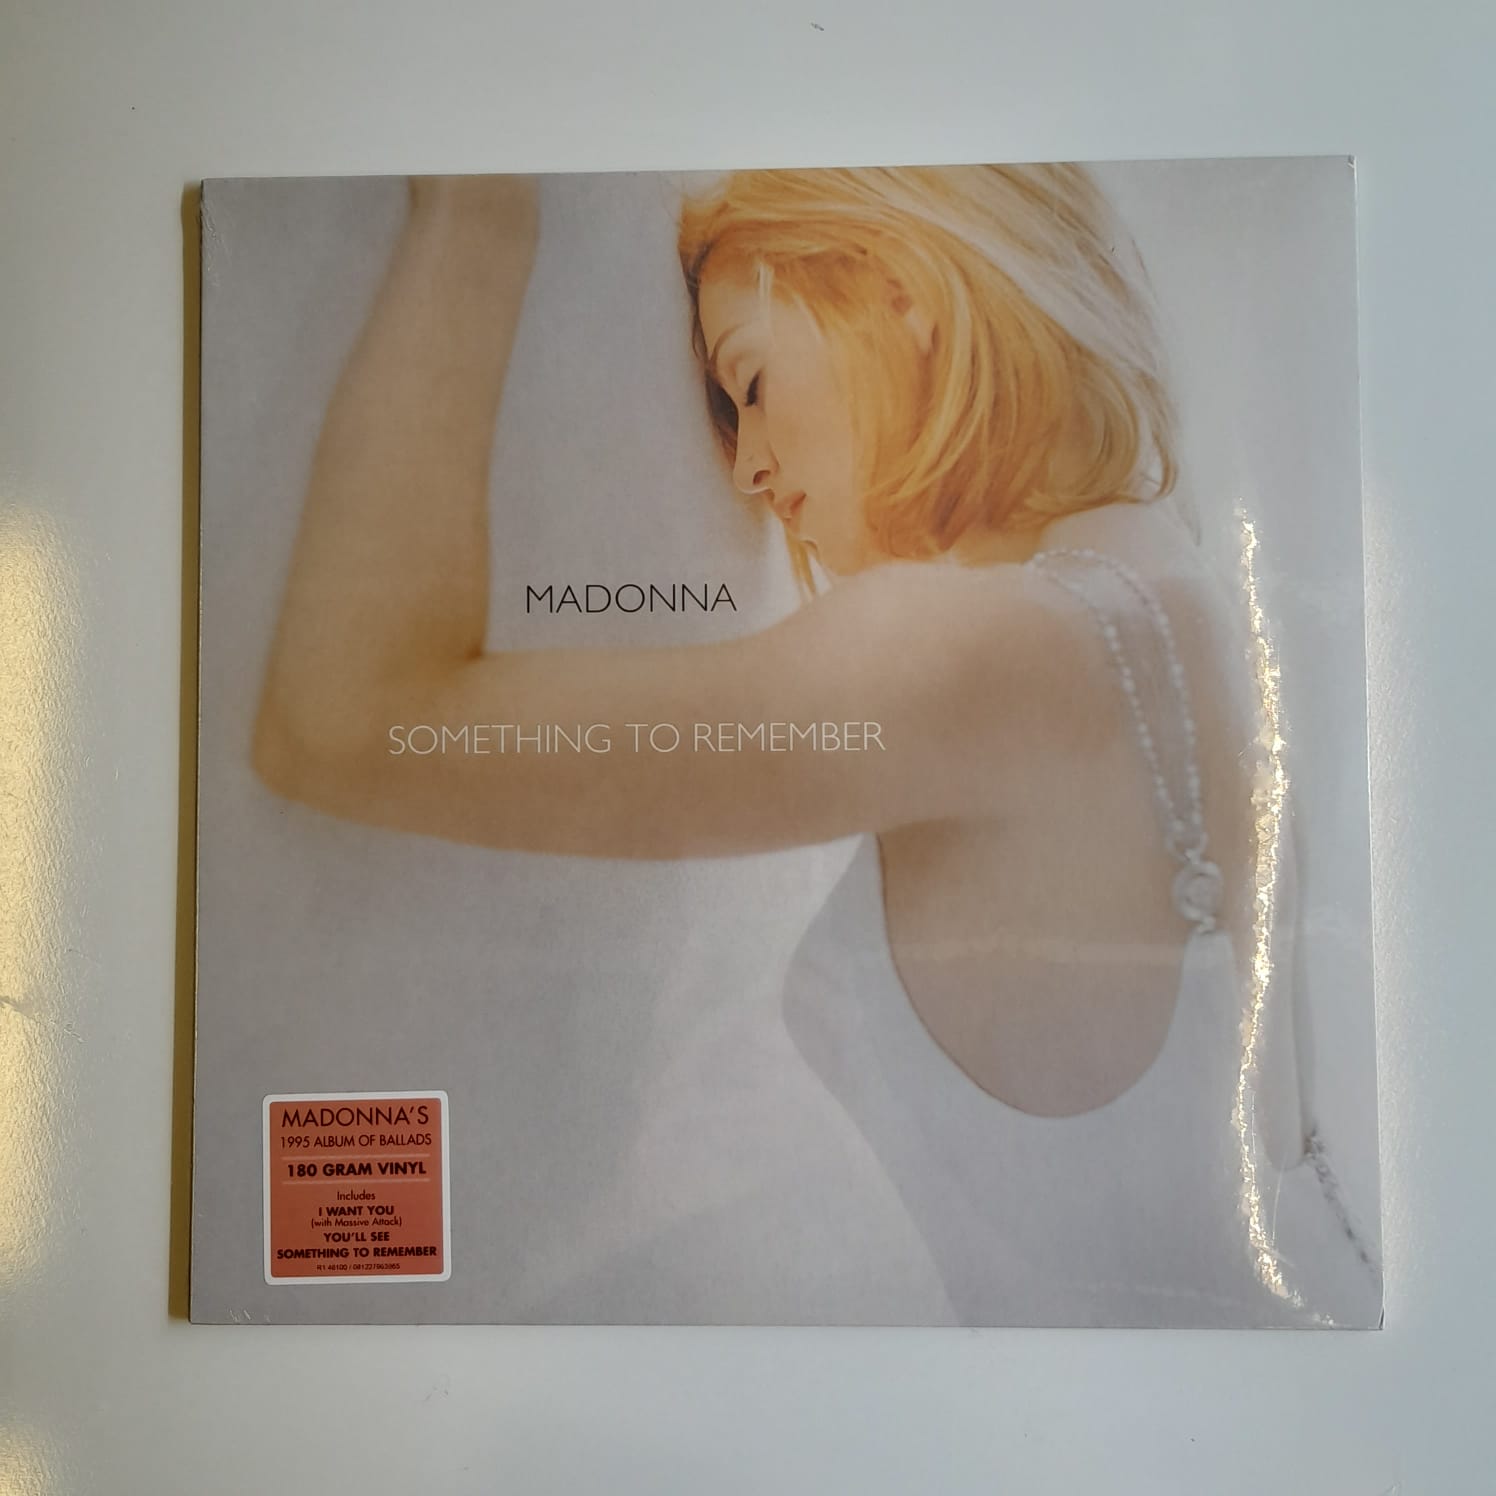 MADONNA
SOMETHING TO REMEMBER
MADONNA'S
1995 ALBUM OF BALLADS
180 GRAM VINYL
Includes
I WANT YOU
(with Massive Attack)
YOU'LL SEE
SOMETHING TO REMEMBER